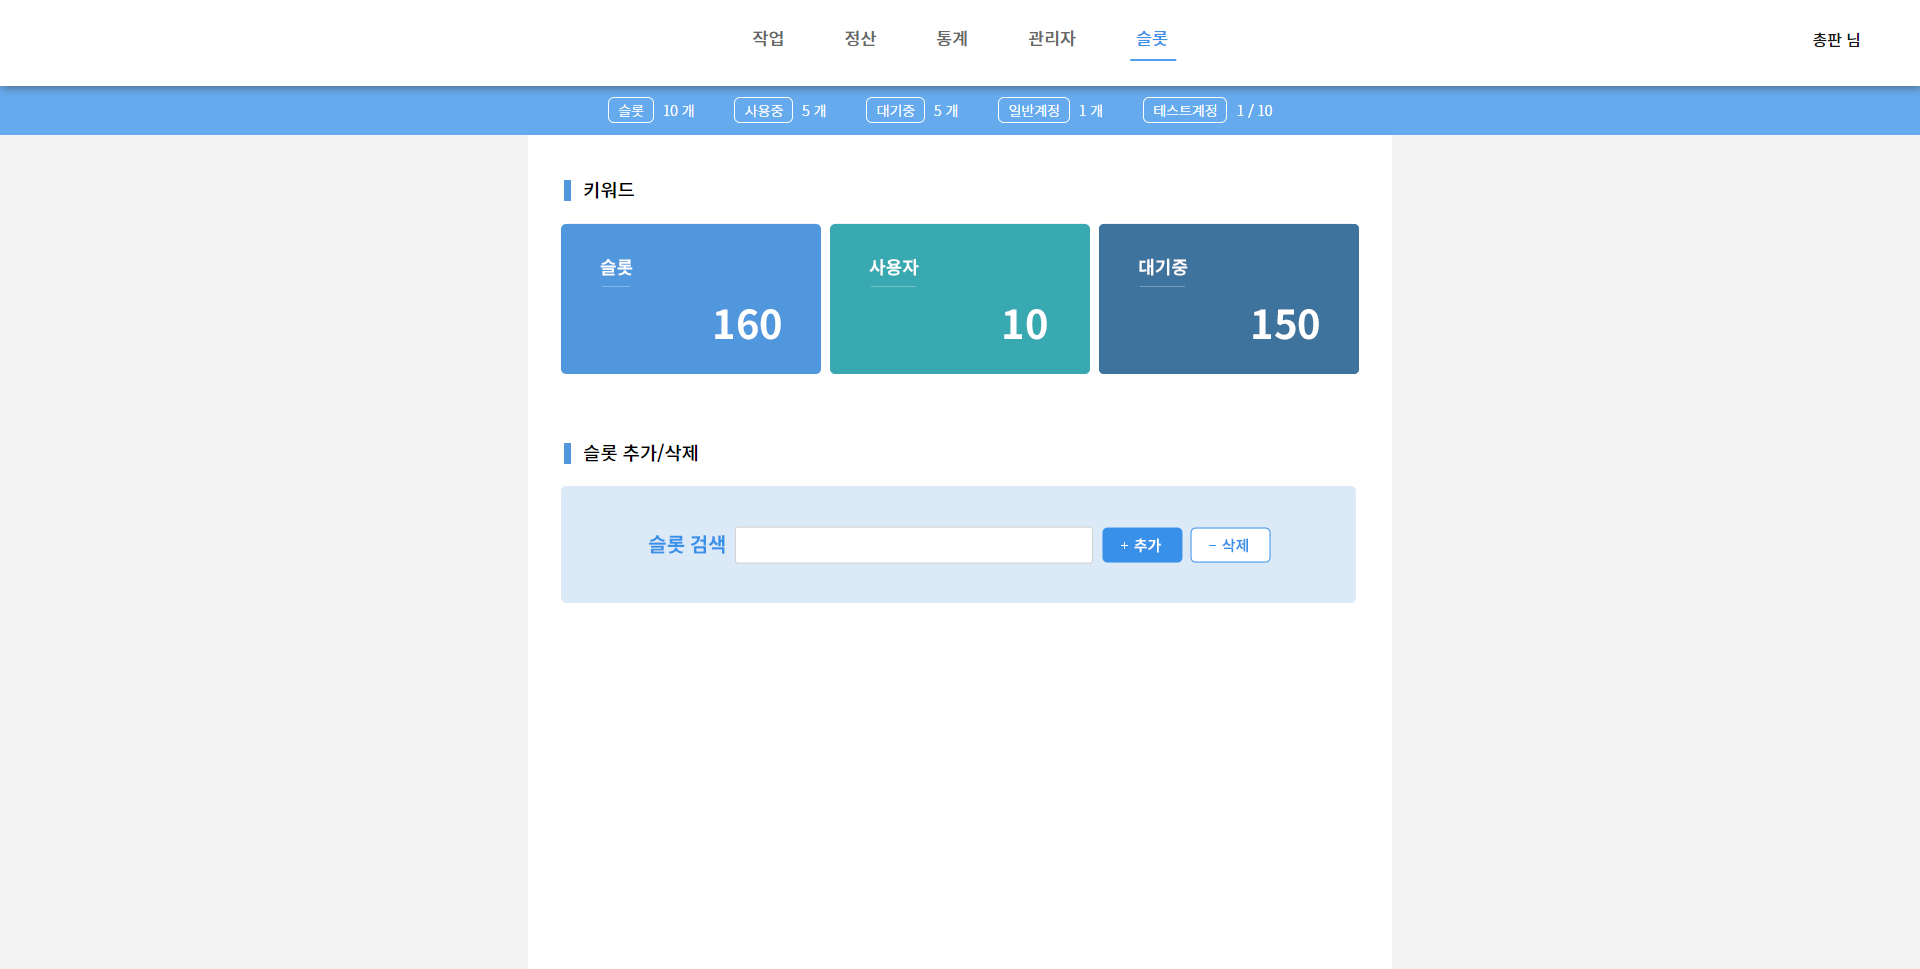 작업 정산 통계 관리자 슬롯 총판 님
슬롯 10 개 사용중 5 개 대기중 5 개 일반계정 1 개 테스트계정 1 / 10
키워드
슬롯 사용자 대기중
160 10 150
슬롯 추가/삭제
슬롯 검색 + 추가 − 삭제